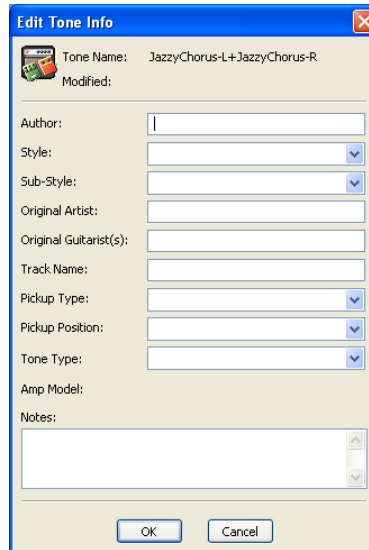 Edit Tone Info
Tone Name: JazzyChorus-L+JazzyChorus-R
Modified:
Author:
Style:
Sub-Style:
Original Artist:
Original Guitarist(s):
Track Name:
Pickup Type:
Pickup Position:
Tone Type:
Amp Model:
Notes:
OK Cancel